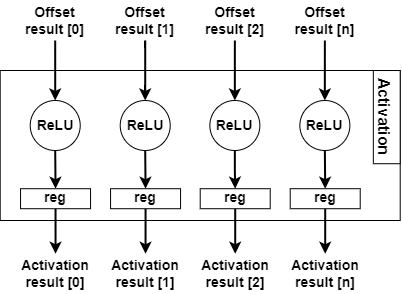 Offset
result [0]
Offset
result [1]
Offset
result [2]
Offset
result [n]
Activation
ReLU
ReLU
ReLU
ReLU
reg
reg
reg
reg
Activation
result [0]
Activation
result [1]
Activation
result [2]
Activation
result [n]